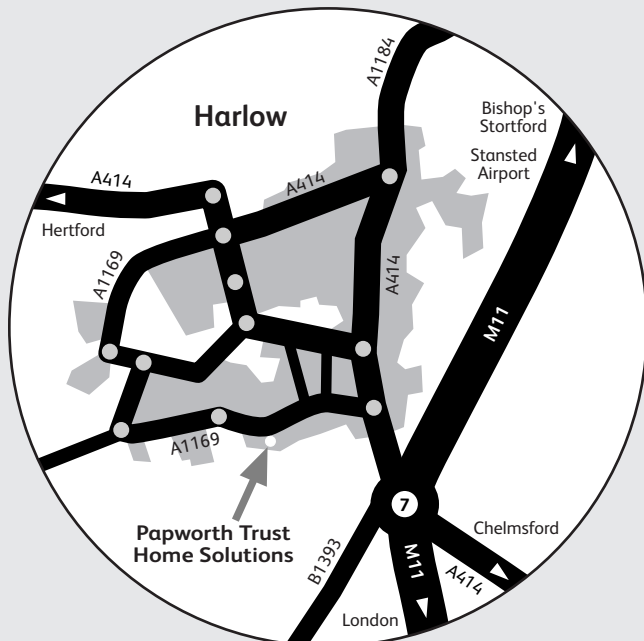 A1184
Harlow
Bishop's
Stortford
Stansted
Airport
A414
A414
Hertford
A1169
A414
M11
A1169
7
Papworth Trust
Home Solutions
Chelmsford
B1393
M11
A414
London